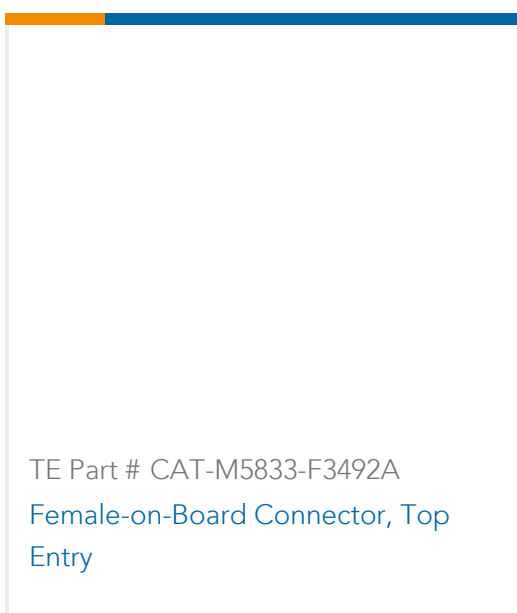 TE Part # CAT-M5833-F3492A
Female-on-Board Connector, Top
Entry